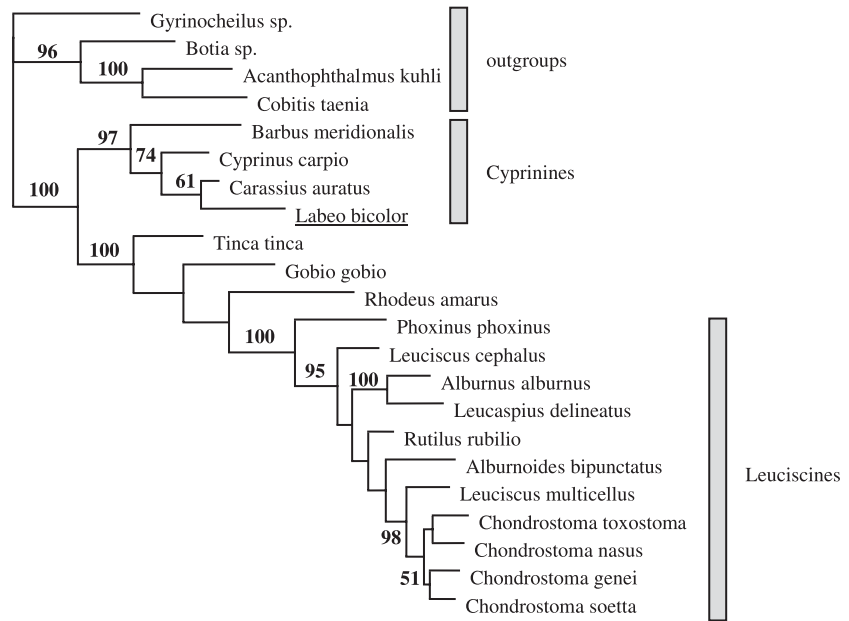 Gyrinocheilus sp.
96
Botia sp.
100
Acanthophthalmus kuhli
Cobitis taenia
outgroups
97
Barbus meridionalis
74
Cyprinus carpio
61
Carassius auratus
Labeo bicolor
Cyprinines
100
100
Tinca tinca
Gobio gobio
Rhodeus amarus
100
Phoxinus phoxinus
95
Leuciscus cephalus
100
Alburnus alburnus
Leucaspius delineatus
Rutilus rubilio
Alburnoides bipunctatus
Leuciscines
Leuciscus multicellus
Chondrostoma toxostoma
98
Chondrostoma nasus
51
Chondrostoma genei
Chondrostoma soetta